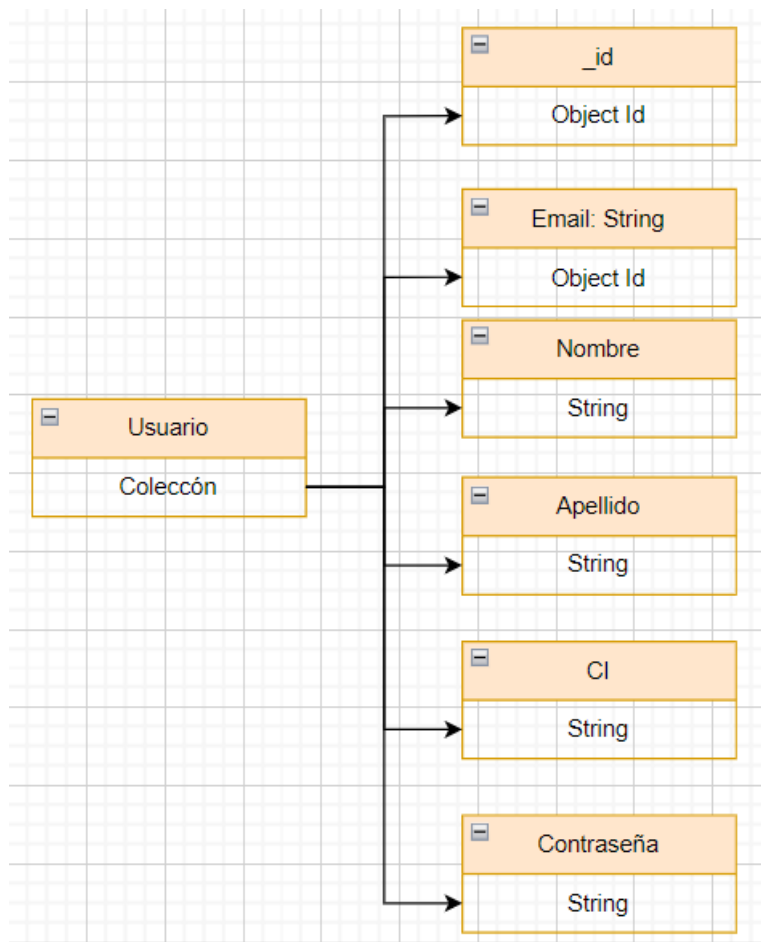 _id
Object Id
Email: String
Object Id
Nombre
String
Usuario
Coleccón
Apellido
String
CI
String
Contraseña
String